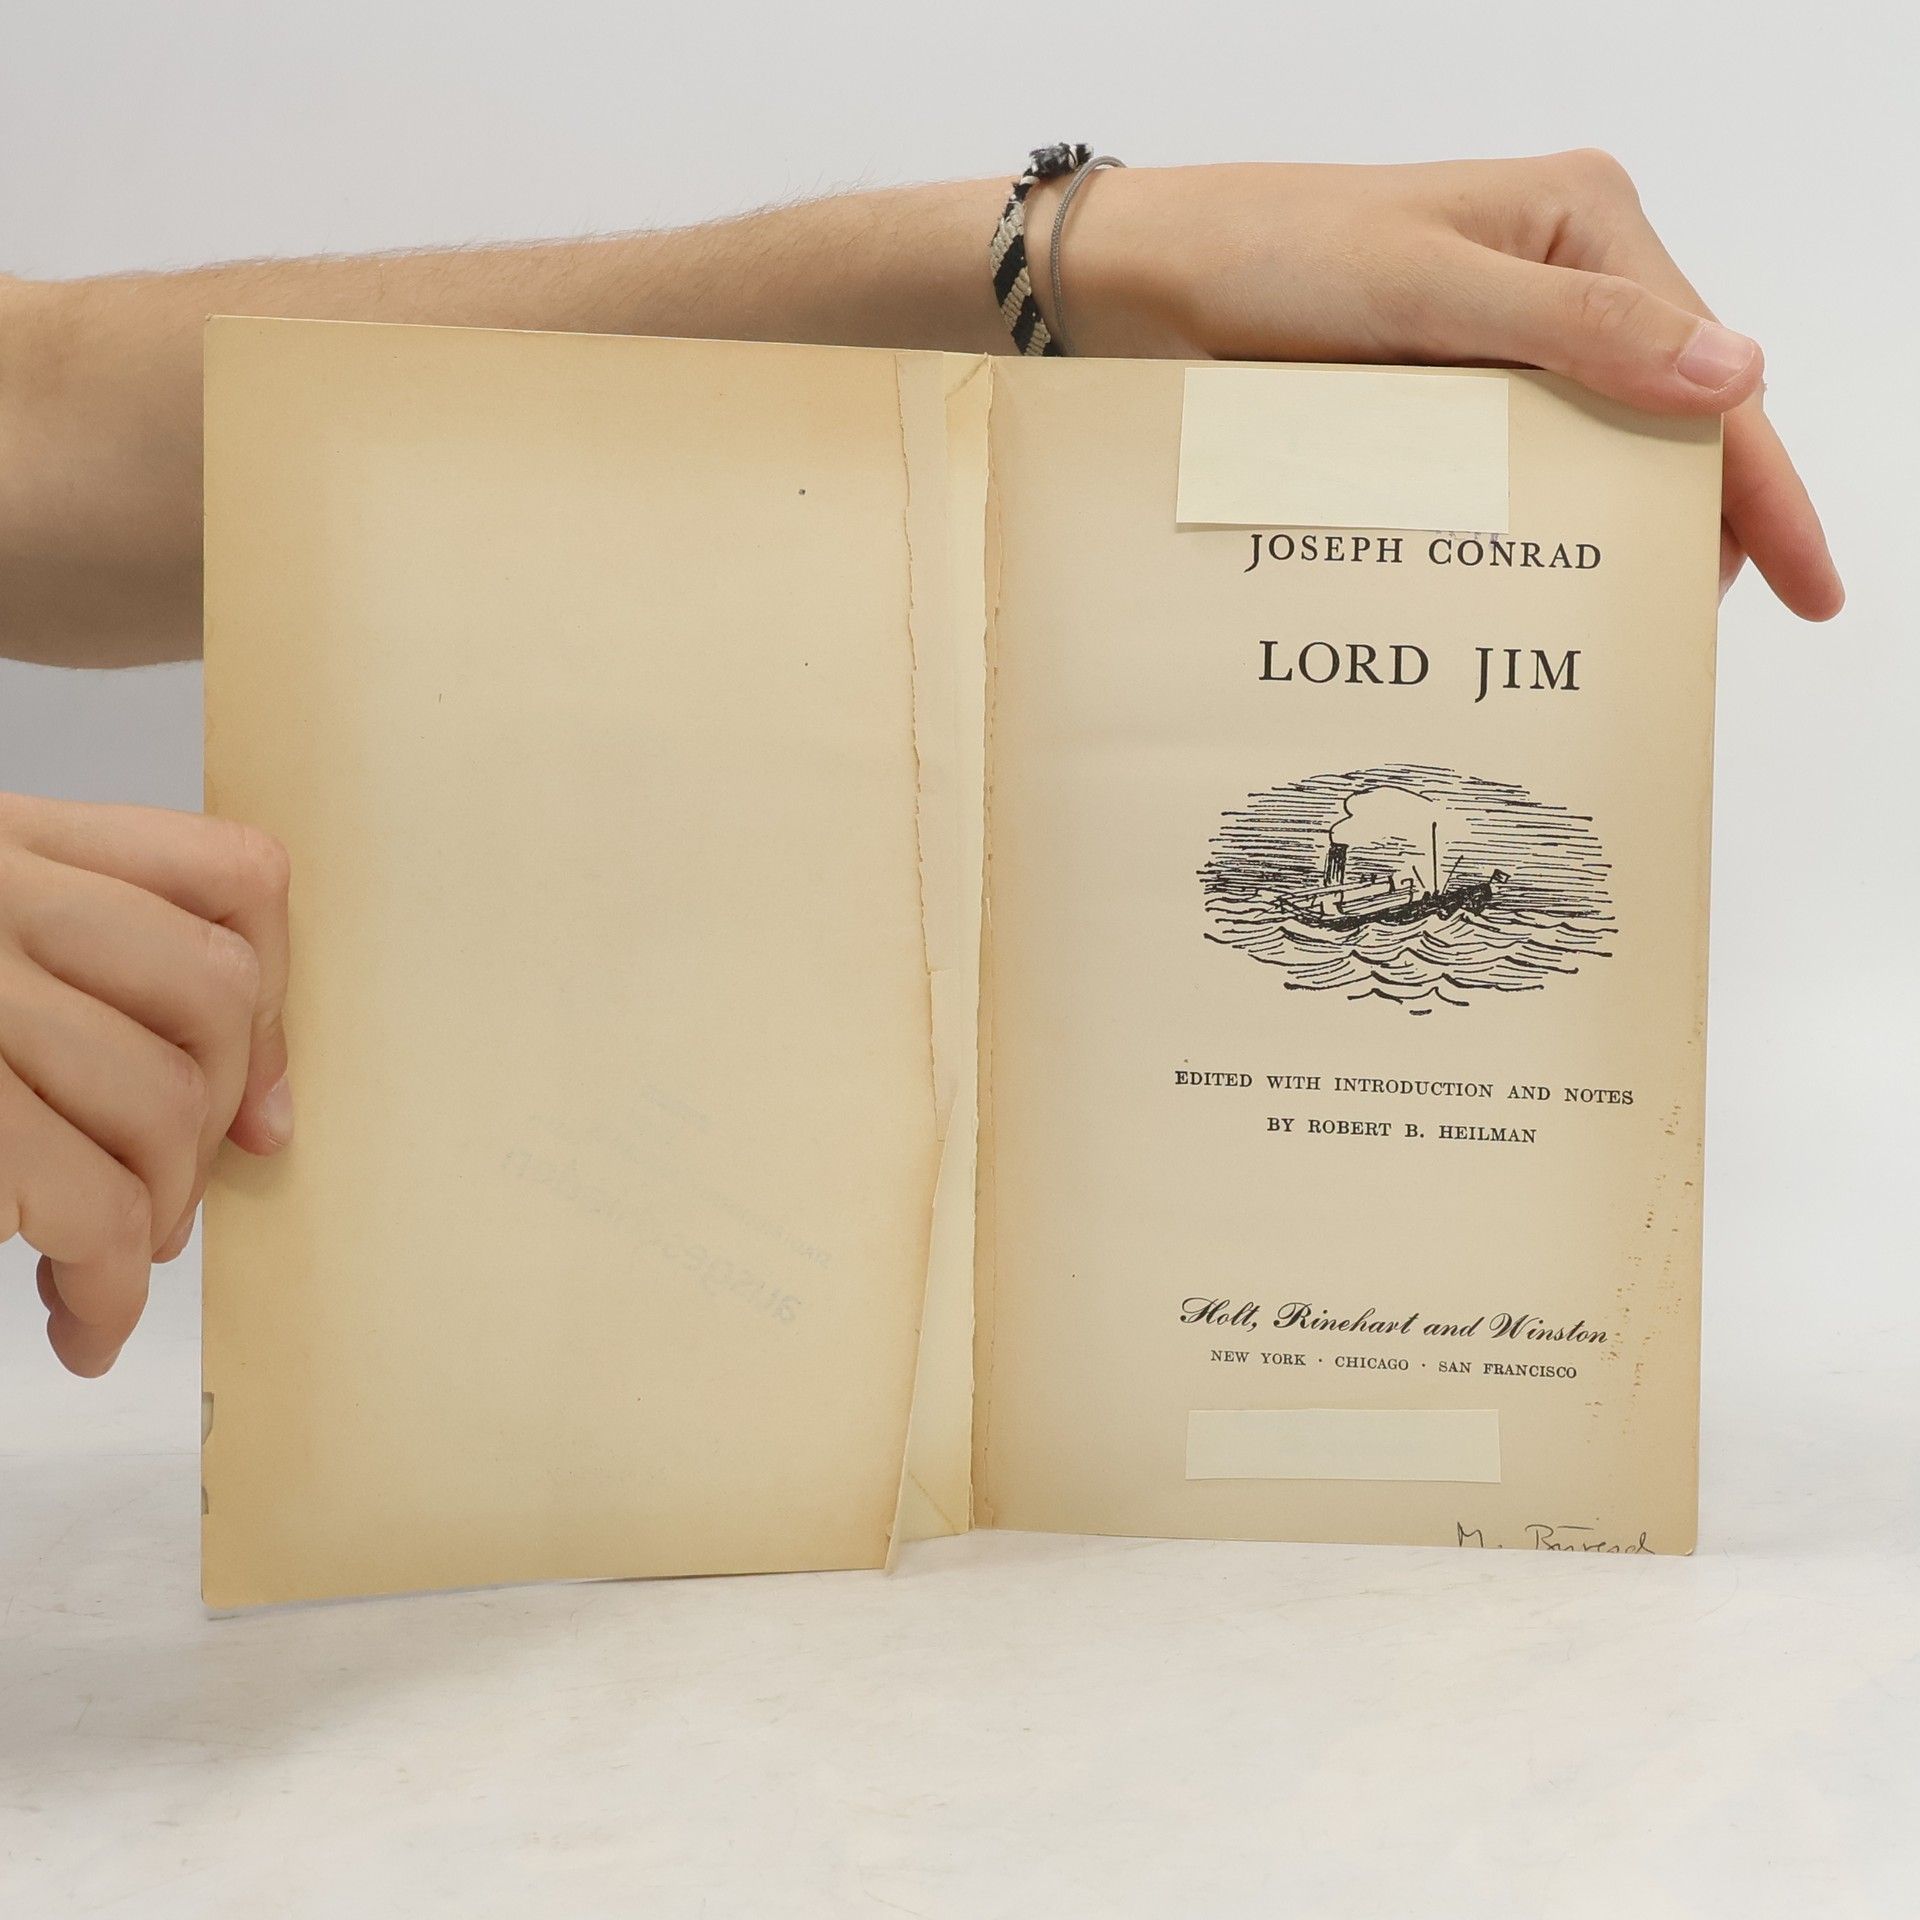 JOSEPH CONRAD
LORD JIM
EDITED WITH INTRODUCTION AND NOTES
BY ROBERT B. HEILMAN
Holt, Rinehart and Winston
NEW YORK · CHICAGO · SAN FRANCISCO
M.